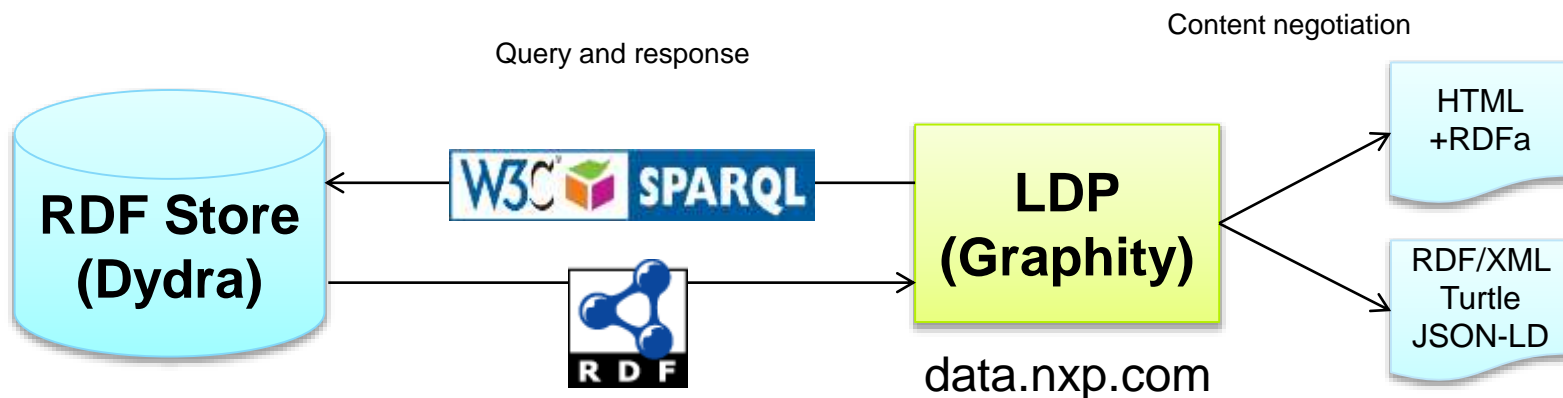 Content negotiation
Query and response
RDF Store
(Dydra)
W3C SPARQL
RDF
LDP
(Graphity)
data.nxp.com
HTML
+RDFa
RDF/XML
Turtle
JSON-LD